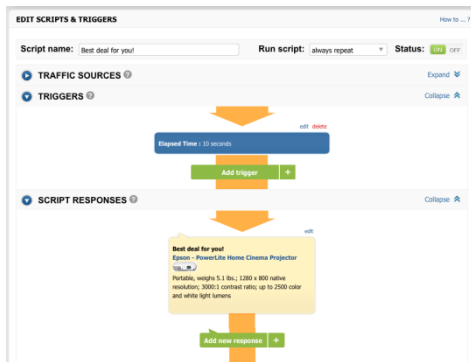 EDIT SCRIPTS & TRIGGERS
How to ... ?
Script name: Best deal for you! Run script: always repeat Status: ON OFF
TRAFFIC SOURCES ? Expand
TRIGGERS ? Collapse
edit delete
Elapsed Time : 10 seconds
Add trigger +
SCRIPT RESPONSES ? Collapse
edit
Best deal for you!
Epson - PowerLite Home Cinema Projector
Portable, weighs 5.1 lbs.; 1280 x 800 native
resolution; 3000:1 contrast ratio; up to 2500 color
and white light lumens
Add new response +